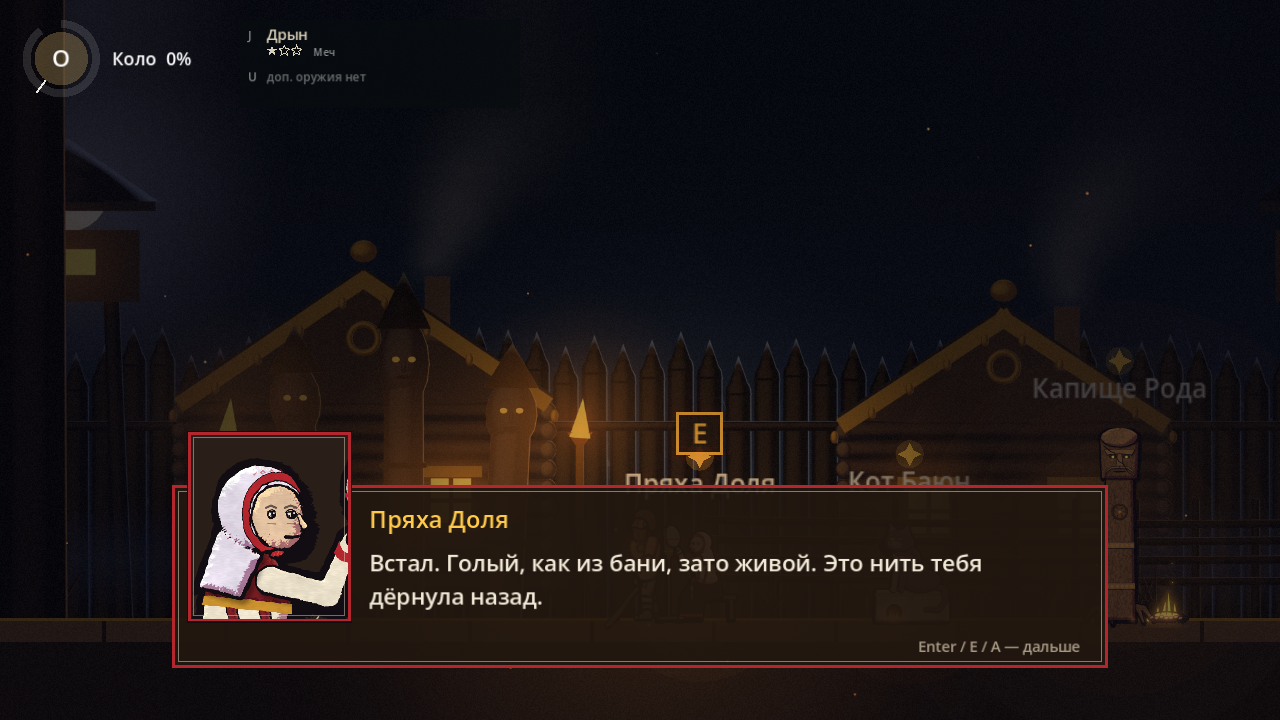 O
Коло 0%
J Дрын
Меч
U доп. оружия нет
Капище Рода
E
Пряха Доля
Кот Баюн
Пряха Доля
Встал. Голый, как из бани, зато живой. Это нить тебя
дёрнула назад.
Enter / E / A — дальше